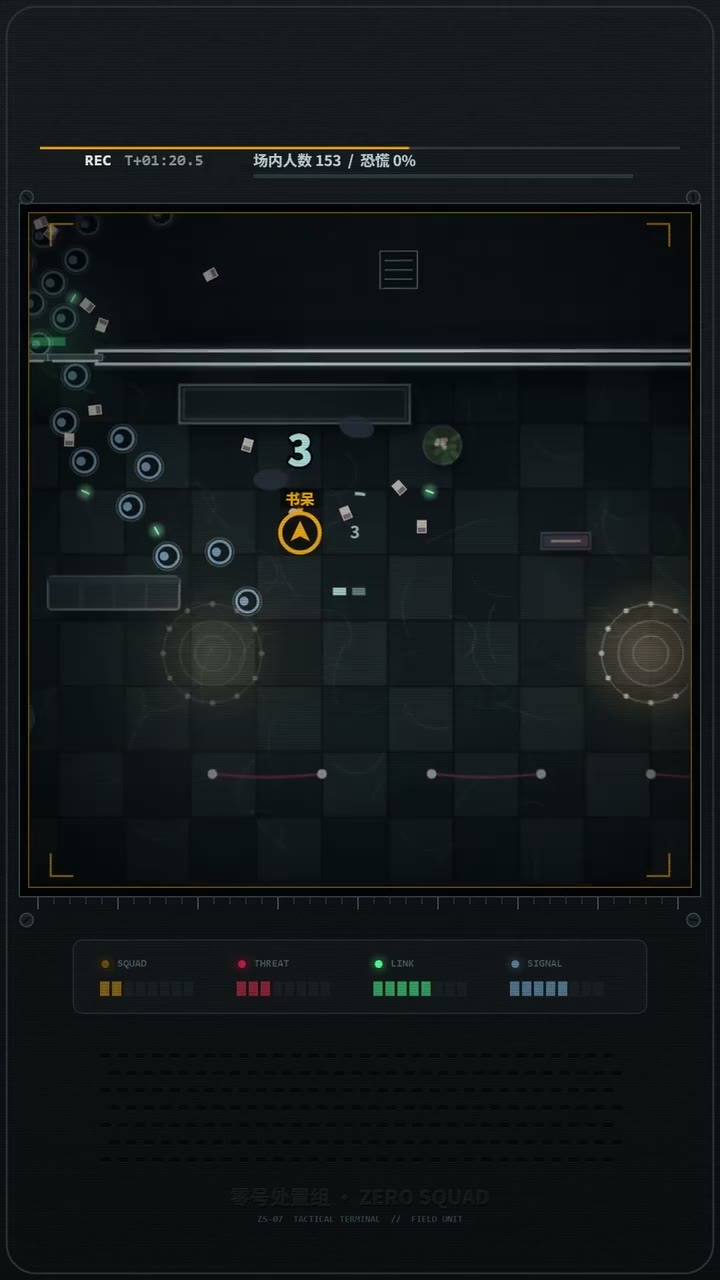 REC T+01:20.5 场内人数 153 / 恐慌 0%
3
书呆
3
SQUAD THREAT LINK SIGNAL
零号处置组 · ZERO SQUAD
ZS-07 TACTICAL TERMINAL // FIELD UNIT